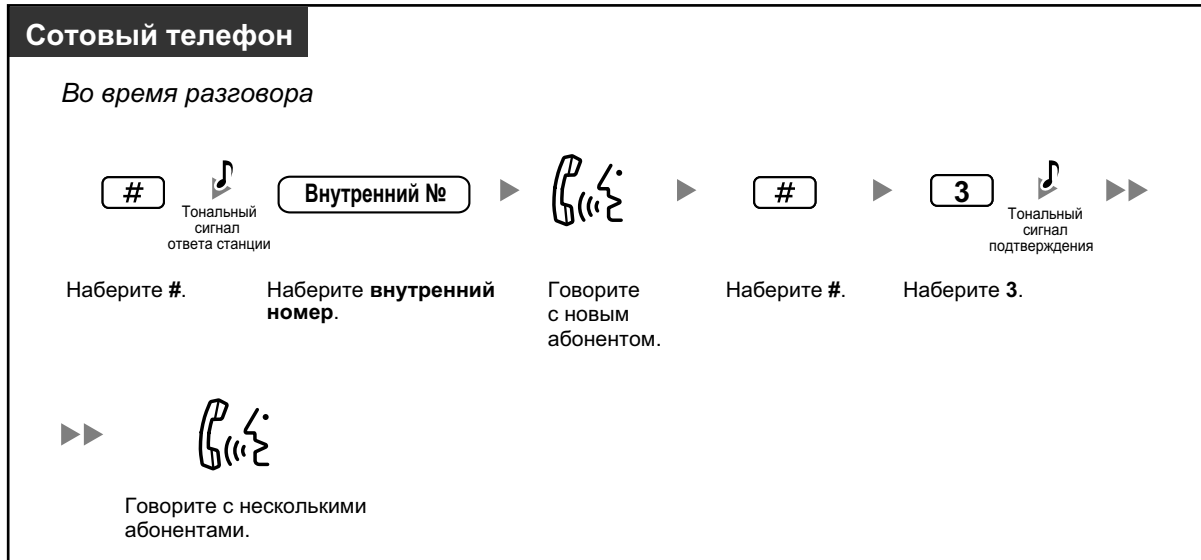 Сотовый телефон
Во время разговора
#
Тональный
сигнал
ответа станции
Внутренний №
#
3
Тональный
сигнал
подтверждения
Наберите #.
Наберите внутренний
номер.
Говорите
с новым
абонентом.
Наберите #.
Наберите 3.
Говорите с несколькими
абонентами.